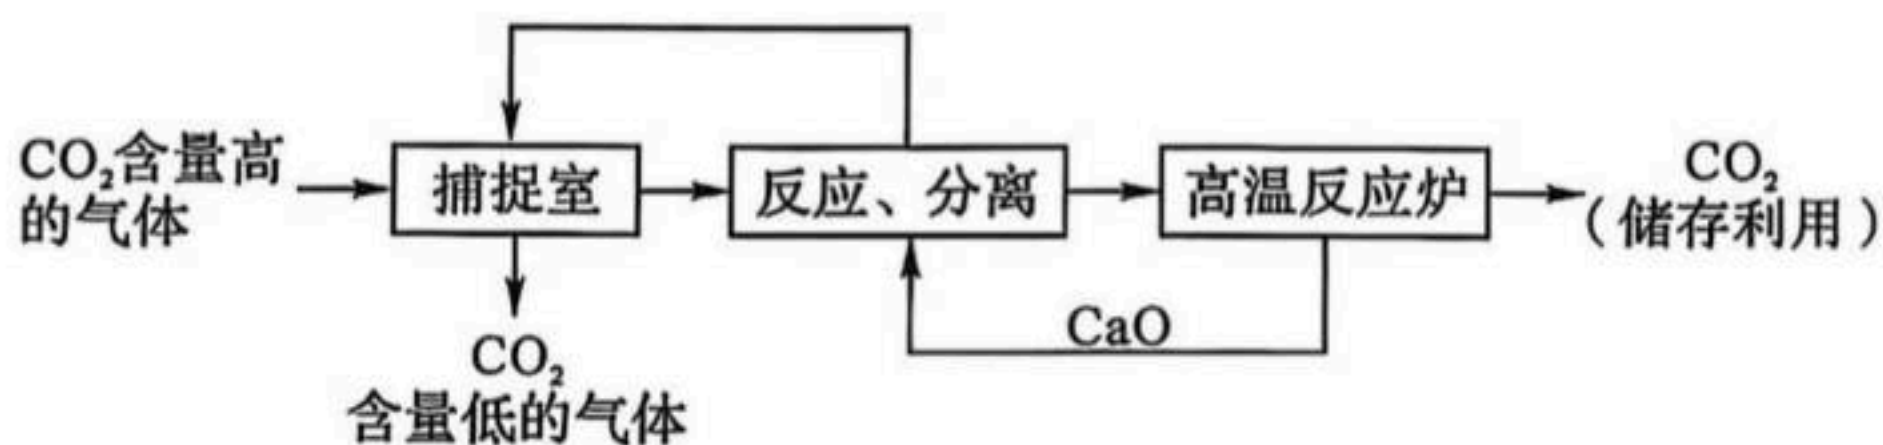 CO₂含量高
的气体
捕捉室
反应、分离
高温反应炉
CO₂
（储存利用）
CaO
CO₂
含量低的气体